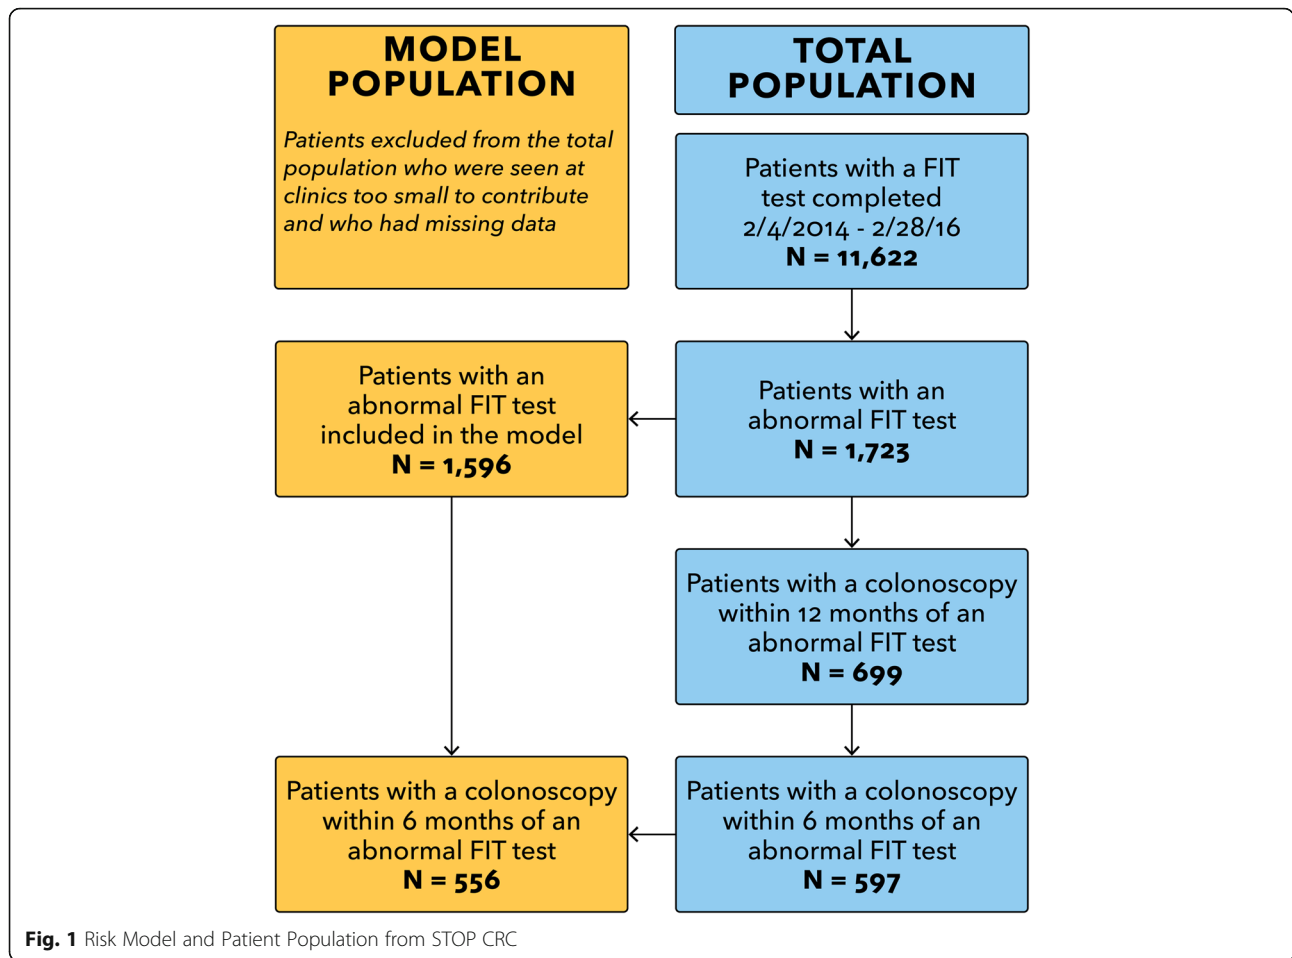 MODEL
POPULATION
Patients excluded from the total
population who were seen at
clinics too small to contribute
and who had missing data
TOTAL
POPULATION
Patients with a FIT
test completed
2/4/2014 - 2/28/16
N = 11,622
Patients with an
abnormal FIT test
included in the model
N = 1,596
Patients with an
abnormal FIT test
N = 1,723
Patients with a colonoscopy
within 12 months of an
abnormal FIT test
N = 699
Patients with a colonoscopy
within 6 months of an
abnormal FIT test
N = 556
Patients with a colonoscopy
within 6 months of an
abnormal FIT test
N = 597
Fig. 1 Risk Model and Patient Population from STOP CRC